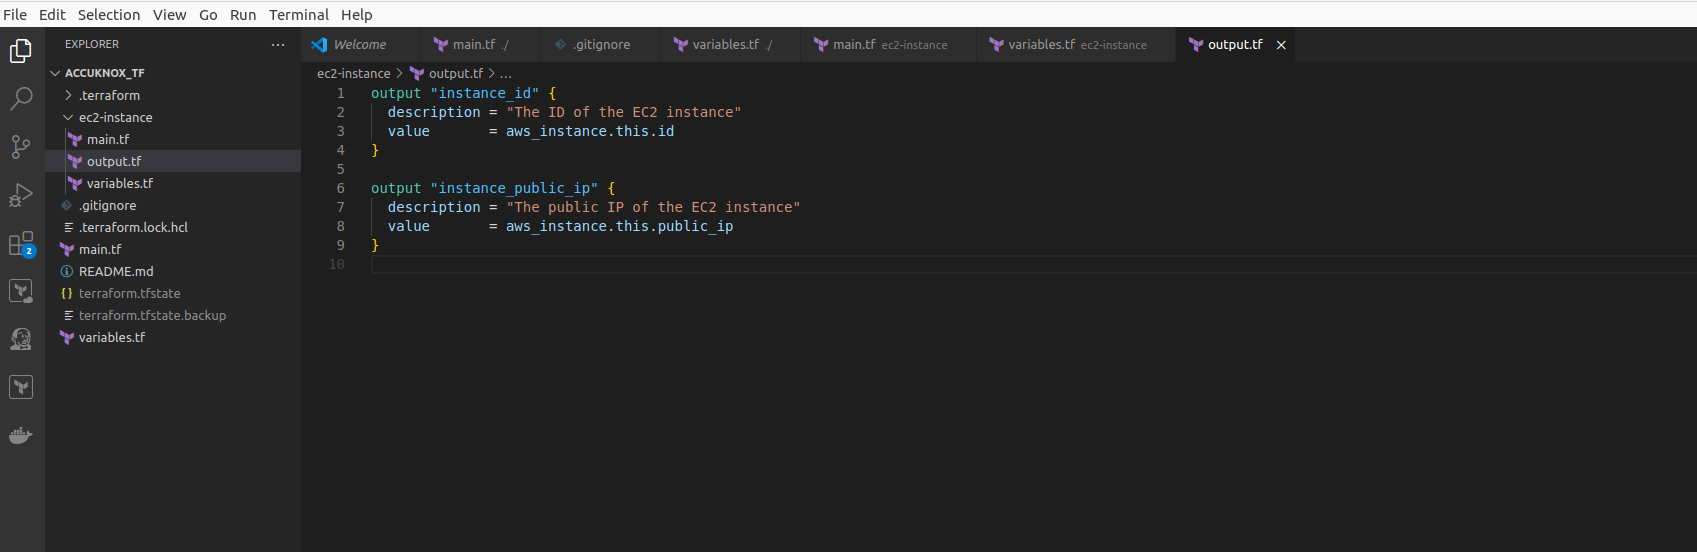 File Edit Selection View Go Run Terminal Help
EXPLORER ...
Welcome main.tf ./ .gitignore variables.tf ./ main.tf ec2-instance variables.tf ec2-instance output.tf ×
ACCUKNOX_TF
.terraform
ec2-instance
main.tf
output.tf
variables.tf
.gitignore
.terraform.lock.hcl
main.tf
README.md
{} terraform.tfstate
terraform.tfstate.backup
variables.tf
2
ec2-instance > output.tf > ...
1 output "instance_id" {
2 description = "The ID of the EC2 instance"
3 value = aws_instance.this.id
4 }
5
6 output "instance_public_ip" {
7 description = "The public IP of the EC2 instance"
8 value = aws_instance.this.public_ip
9 }
10